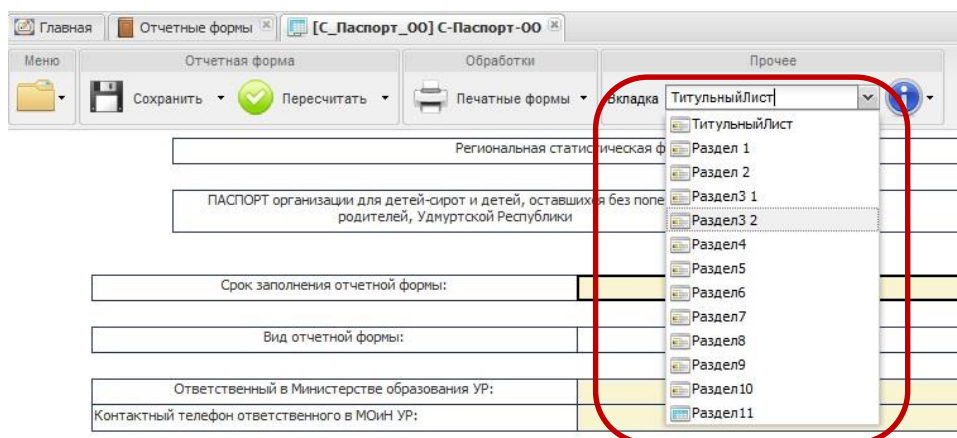 Главная Отчетные формы [С_Паспорт_ОО] С-Паспорт-ОО
Меню Отчетная форма Обработки Прочее
Сохранить Пересчитать Печатные формы Вкладка ТитульныйЛист
ТитульныйЛист
Региональная статистическая ф Раздел 1
Раздел 2
ПАСПОРТ организации для детей-сирот и детей, оставшихся без попе Раздел3 1
родителей, Удмуртской Республики Раздел3 2
Раздел4
Раздел5
Срок заполнения отчетной формы: Раздел6
Раздел7
Вид отчетной формы: Раздел8
Раздел9
Ответственный в Министерстве образования УР: Раздел10
Контактный телефон ответственного в МОиН УР: Раздел11